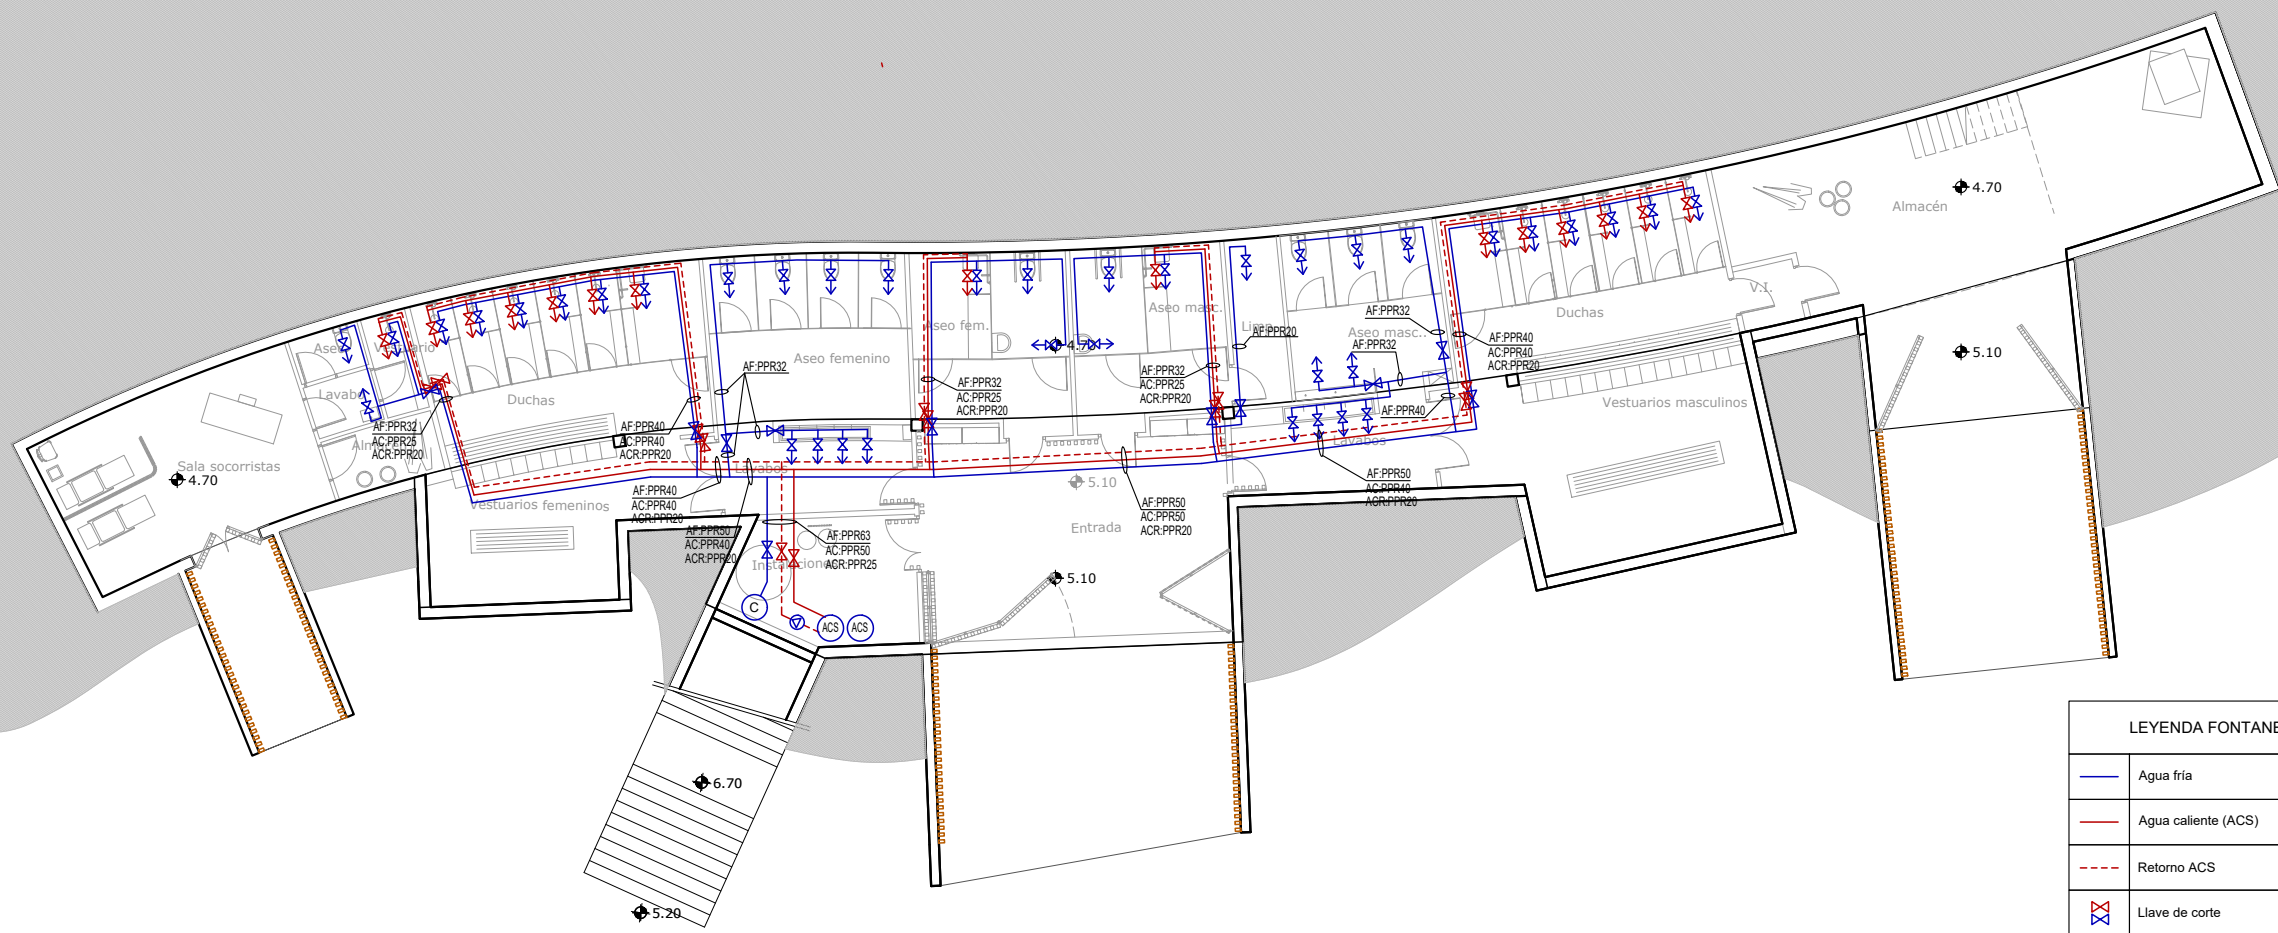 4.70
Almacén
V.I.
5.10
Duchas
Vestuarios masculinos
AF:PPR40
AC:PPR40
ACR:PPR20
AF:PPR32
Aseo masc..
AF:PPR32
AF:PPR20
AF:PPR40
Lavabos
AF:PPR50
AC:PPR40
ACR:PPR20
Aseo masc.
AF:PPR32
AC:PPR25
ACR:PPR20
Aseo fem.
AF:PPR32
AC:PPR25
ACR:PPR20
5.10
AF:PPR50
AC:PPR50
ACR:PPR20
Entrada
5.10
Aseo femenino
AF:PPR32
Lavabos
AF:PPR40
AC:PPR40
ACR:PPR20
AF:PPR40
AC:PPR40
ACR:PPR20
AF:PPR50
AC:PPR40
ACR:PPR20
AF:PPR63
AC:PPR50
ACR:PPR25
Instalaciones
C
ACS
ACS
Duchas
Vestuarios femeninos
Vestuario
AF:PPR32
AC:PPR25
ACR:PPR20
Sala socorristas
4.70
6.70
5.20
LEYENDA FONTANE
Agua fría
Agua caliente (ACS)
Retorno ACS
Llave de corte